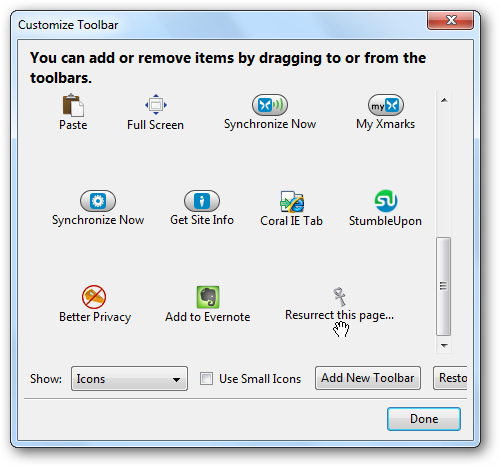 Customize Toolbar
You can add or remove items by dragging to or from the
toolbars.
Paste
Full Screen
Synchronize Now
my
My Xmarks
Synchronize Now
Get Site Info
Coral IE Tab
StumbleUpon
Better Privacy
Add to Evernote
Resurrect this page...
Show:
Icons
Use Small Icons
Add New Toolbar
Resto
Done